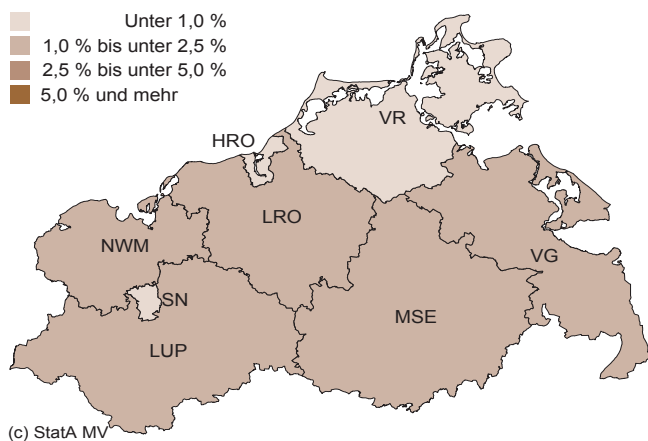 Unter 1,0 %
1,0 % bis unter 2,5 %
2,5 % bis unter 5,0 %
5,0 % und mehr
VR
HRO
LRO
NWM
VG
SN
MSE
LUP
(c) StatA MV